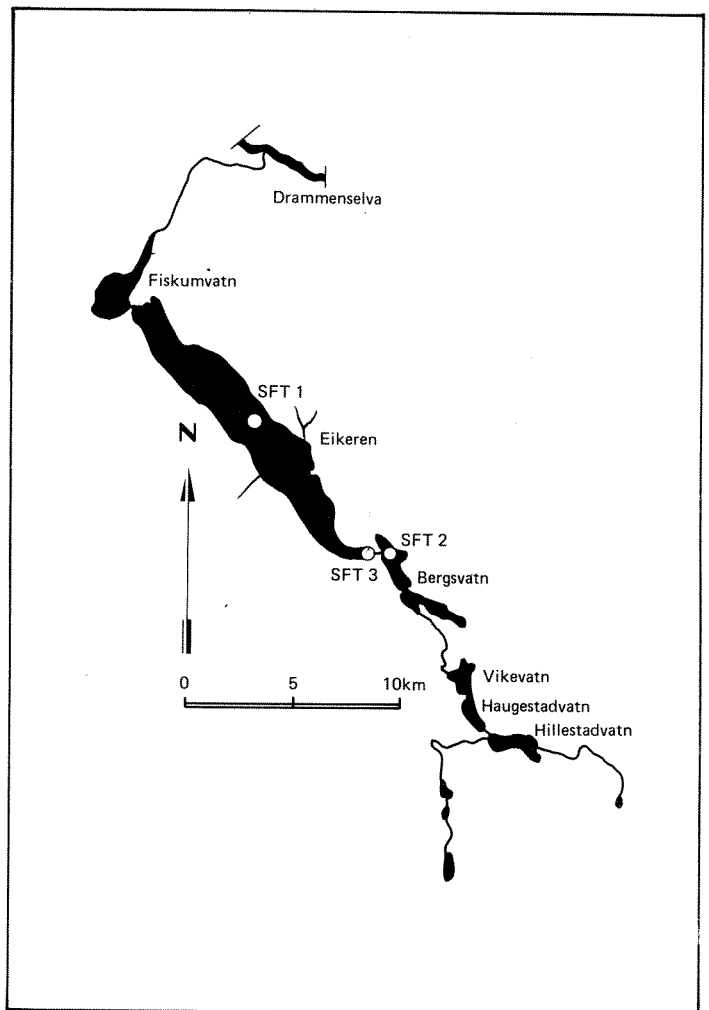 Drammenselva
Fiskumvatn
SFT 1
N
Eikeren
SFT 2
SFT 3
Bergsvatn
Vikevatn
0 5 10km
Haugestadvatn
Hillestadvatn